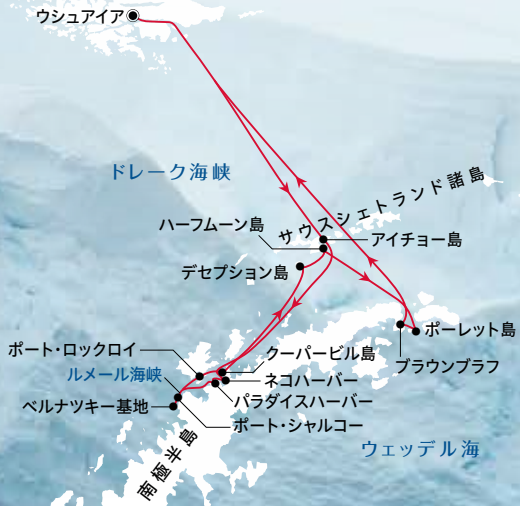 ウシュアイア
ドレーク海峡
サウスシェトランド諸島
ハーフムーン島
アイチョー島
デセプション島
ポーレット島
ブラウンブラフ
ポート・ロックロイ
クーパービル島
ルメール海峡
ネコハーバー
パラダイスハーバー
ベルナツキー基地
ポート・シャルコー
南極半島
ウェッデル海